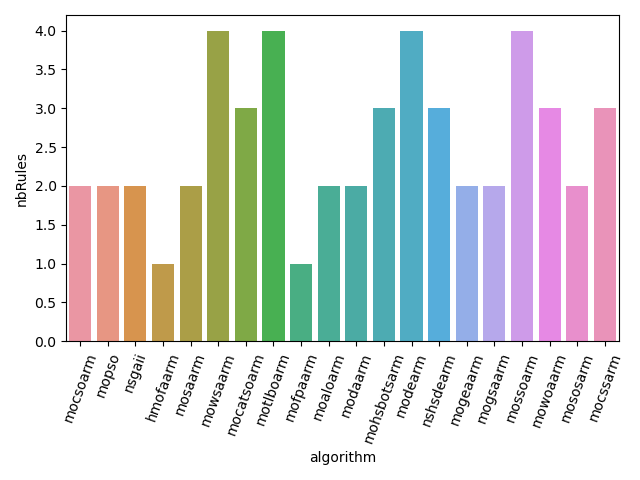 4.0
3.5
3.0
2.5
2.0
1.5
1.0
0.5
0.0
nbRules
mocsoarm
mopso
nsgaii
hmofaarm
mosaarm
mowsaarm
mocatsoarm
motlboarm
mofpaarm
moaloarm
modaarm
mohsbotsarm
modearm
nshsdearm
mogeaarm
mogsaarm
mossoarm
mowoaarm
mososarm
mocssarm
algorithm